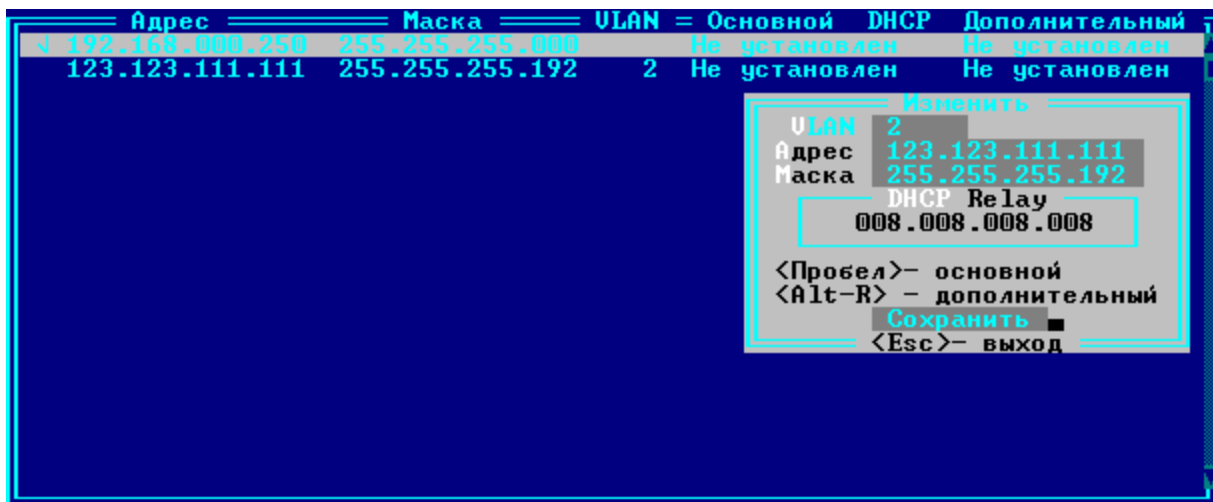 Адрес Маска VLAN = Основной DHCP Дополнительный
√ 192.168.000.250 255.255.255.000 Не установлен Не установлен
123.123.111.111 255.255.255.192 2 Не установлен Не установлен
Изменить
VLAN 2
Адрес 123.123.111.111
Маска 255.255.255.192
DHCP Relay
008.008.008.008
<Пробел>- основной
<Alt-R> - дополнительный
Сохранить
<Esc>- выход